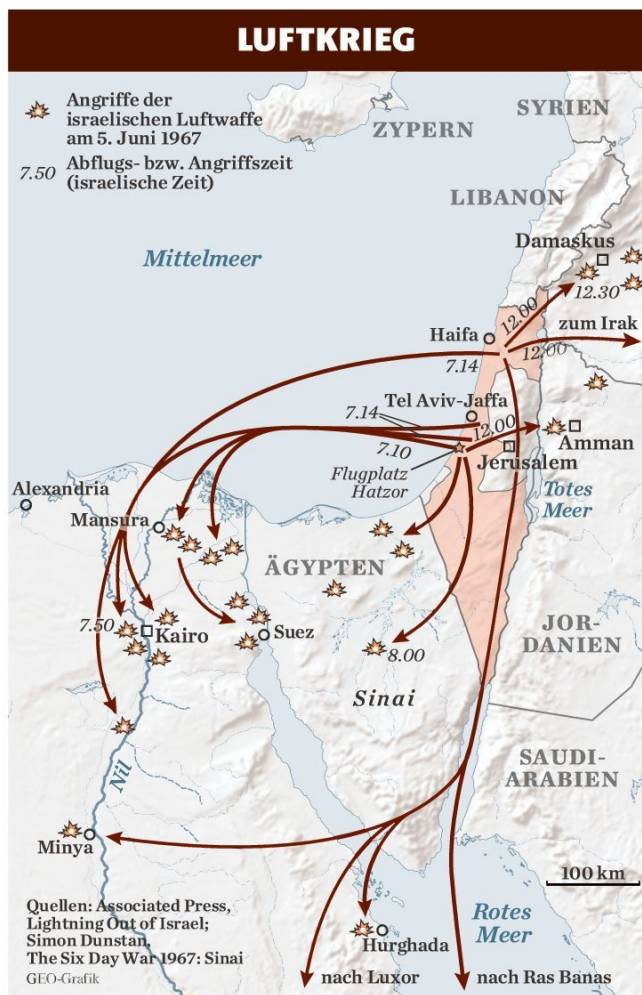 LUFTKRIEG
Angriffe der
israelischen Luftwaffe
am 5. Juni 1967
7.50 Abflugs- bzw. Angriffszeit
(israelische Zeit)
SYRIEN
ZYPERN
LIBANON
Damaskus
Mittelmeer
12.30
12.00
zum Irak
Haifa
12.00
7.14
Tel Aviv-Jaffa
7.14
12.00
7.10
Amman
Jerusalem
Flugplatz
Hatzor
Totes
Meer
Alexandria
Mansura
ÄGYPTEN
7.50
Kairo
Suez
8.00
JOR-
DANIEN
Sinai
SAUDI-
ARABIEN
Nil
Minya
100 km
Quellen: Associated Press,
Lightning Out of Israel;
Simon Dunstan,
The Six Day War 1967: Sinai
GEO-Grafik
Rotes
Meer
Hurghada
nach Luxor
nach Ras Banas